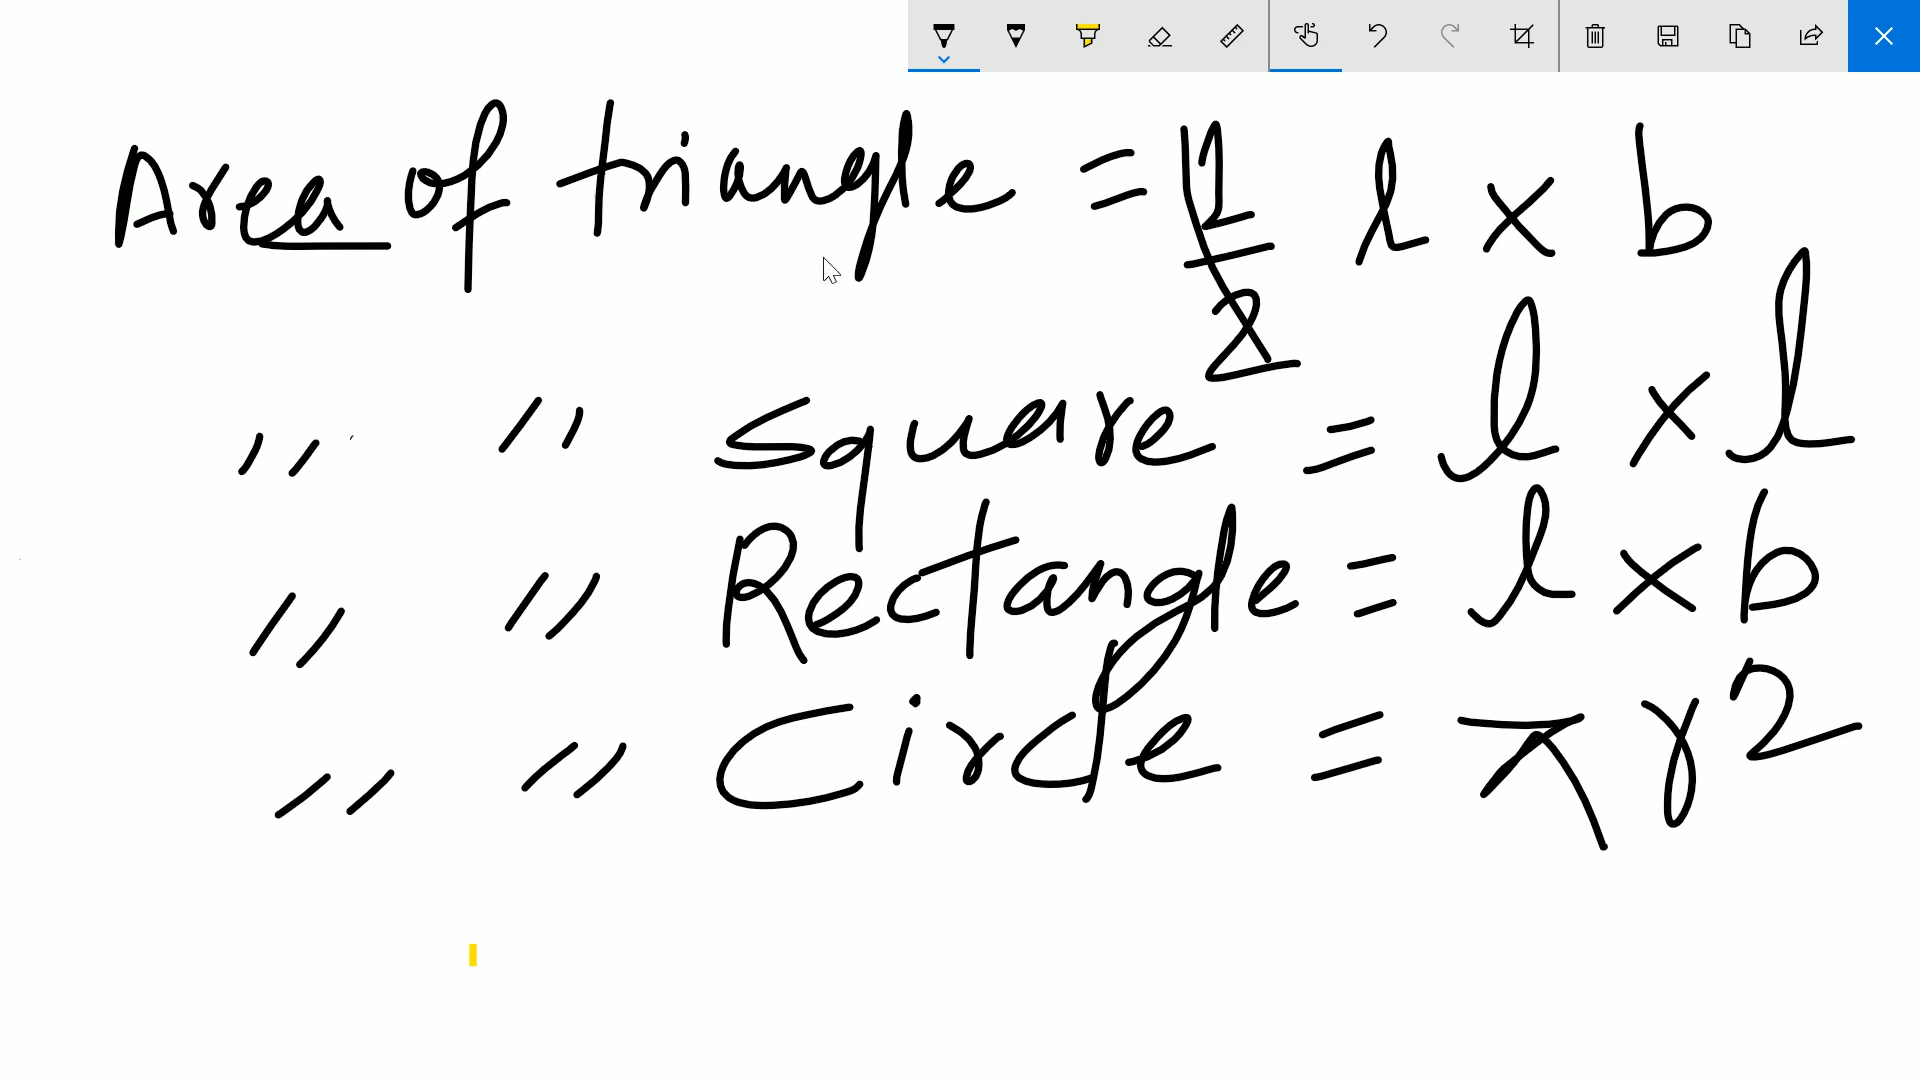 Area of triangle = 1/2 l × b
" " Square = l × l
" " Rectangle = l × b
" " Circle = πr²